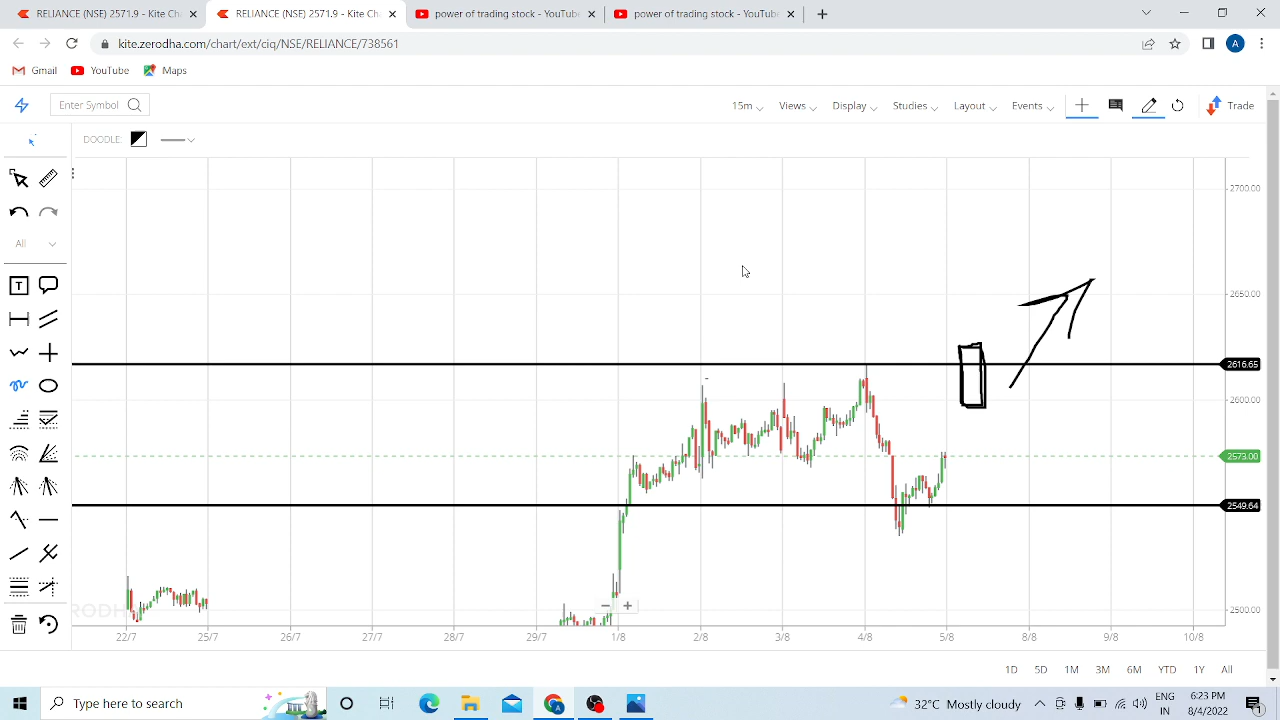 RELIANCE (NSE) 2571.9 - Kite Ch
RELIANCE (NSE) 2571.9 - Kite Ch
power of trading stock - YouTube
power of trading stock - YouTube
kite.zerodha.com/chart/ext/ciq/NSE/RELIANCE/738561
A
Gmail
YouTube
Maps
Enter Symbol
15m
Views
Display
Studies
Layout
Events
Trade
DOODLE:
All
T
2700.00
2650.00
2616.65
2600.00
2573.00
2549.64
2500.00
RODH
22/7
25/7
26/7
27/7
28/7
29/7
1/8
2/8
3/8
4/8
5/8
8/8
9/8
10/8
1D
5D
1M
3M
6M
YTD
1Y
All
Type here to search
32°C Mostly cloudy
ENG
IN
6:23 PM
8/4/2022
1